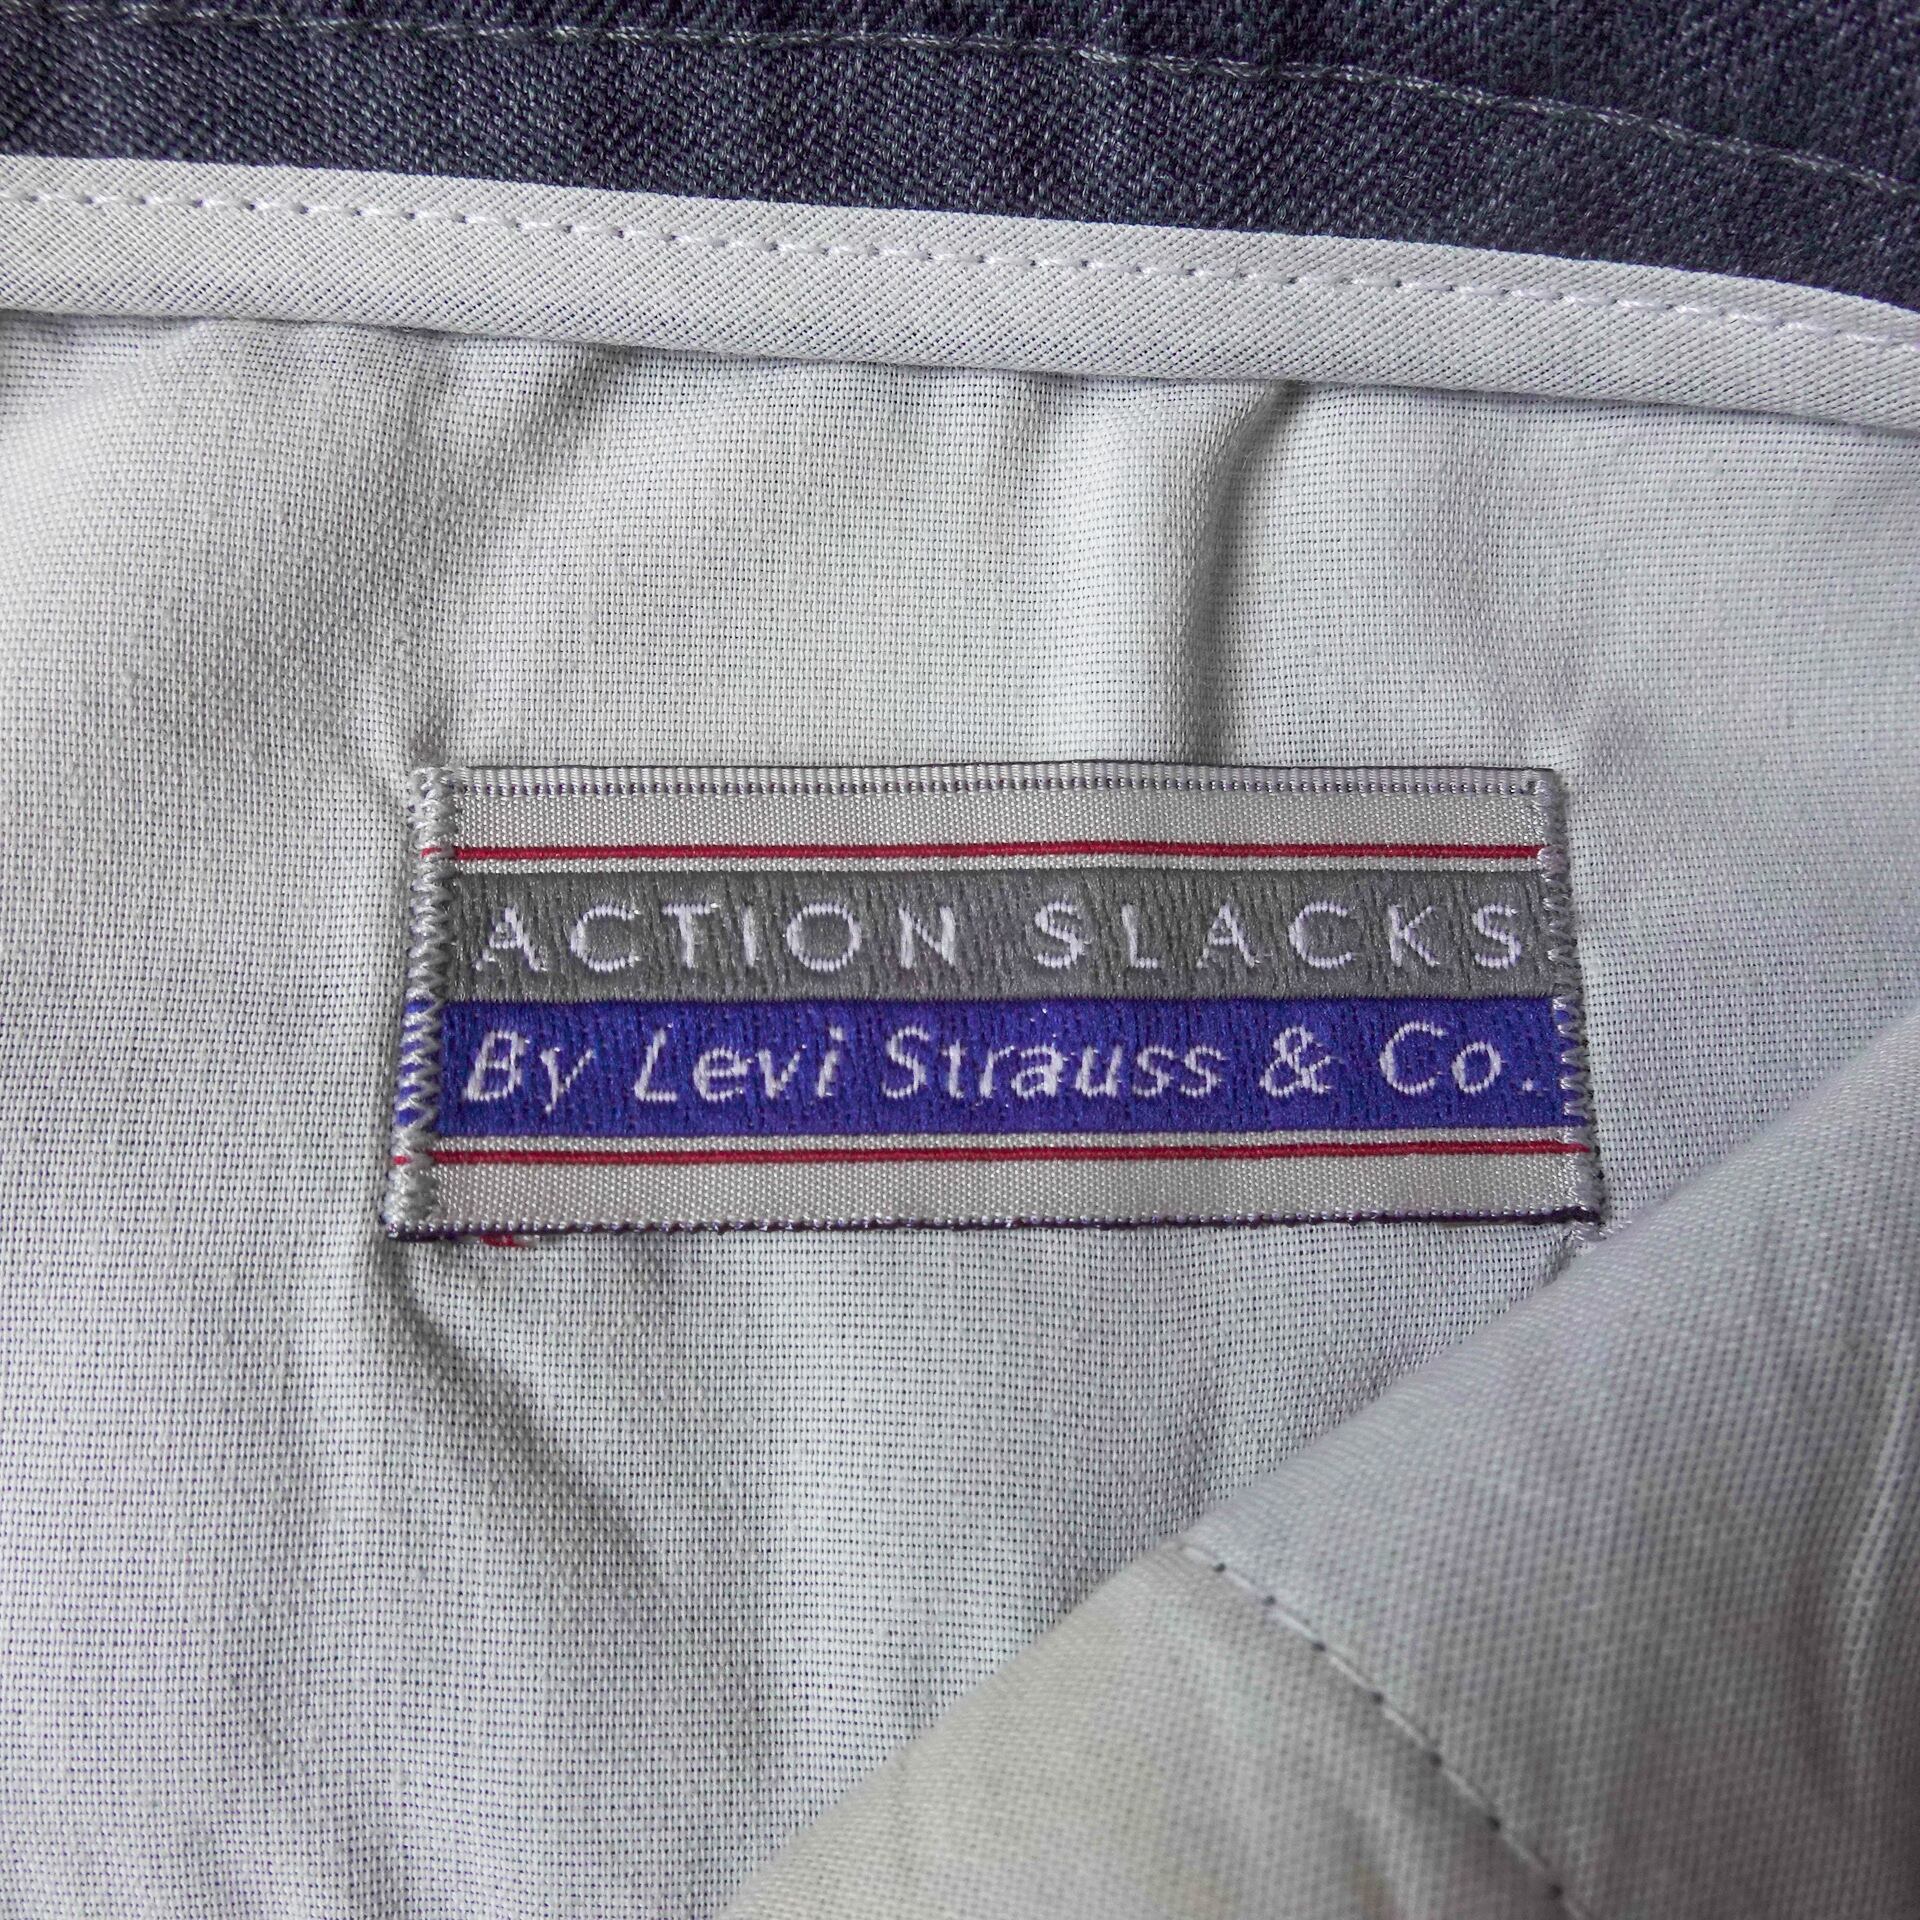 ACTION SLACKS
By Levi Strauss & Co.